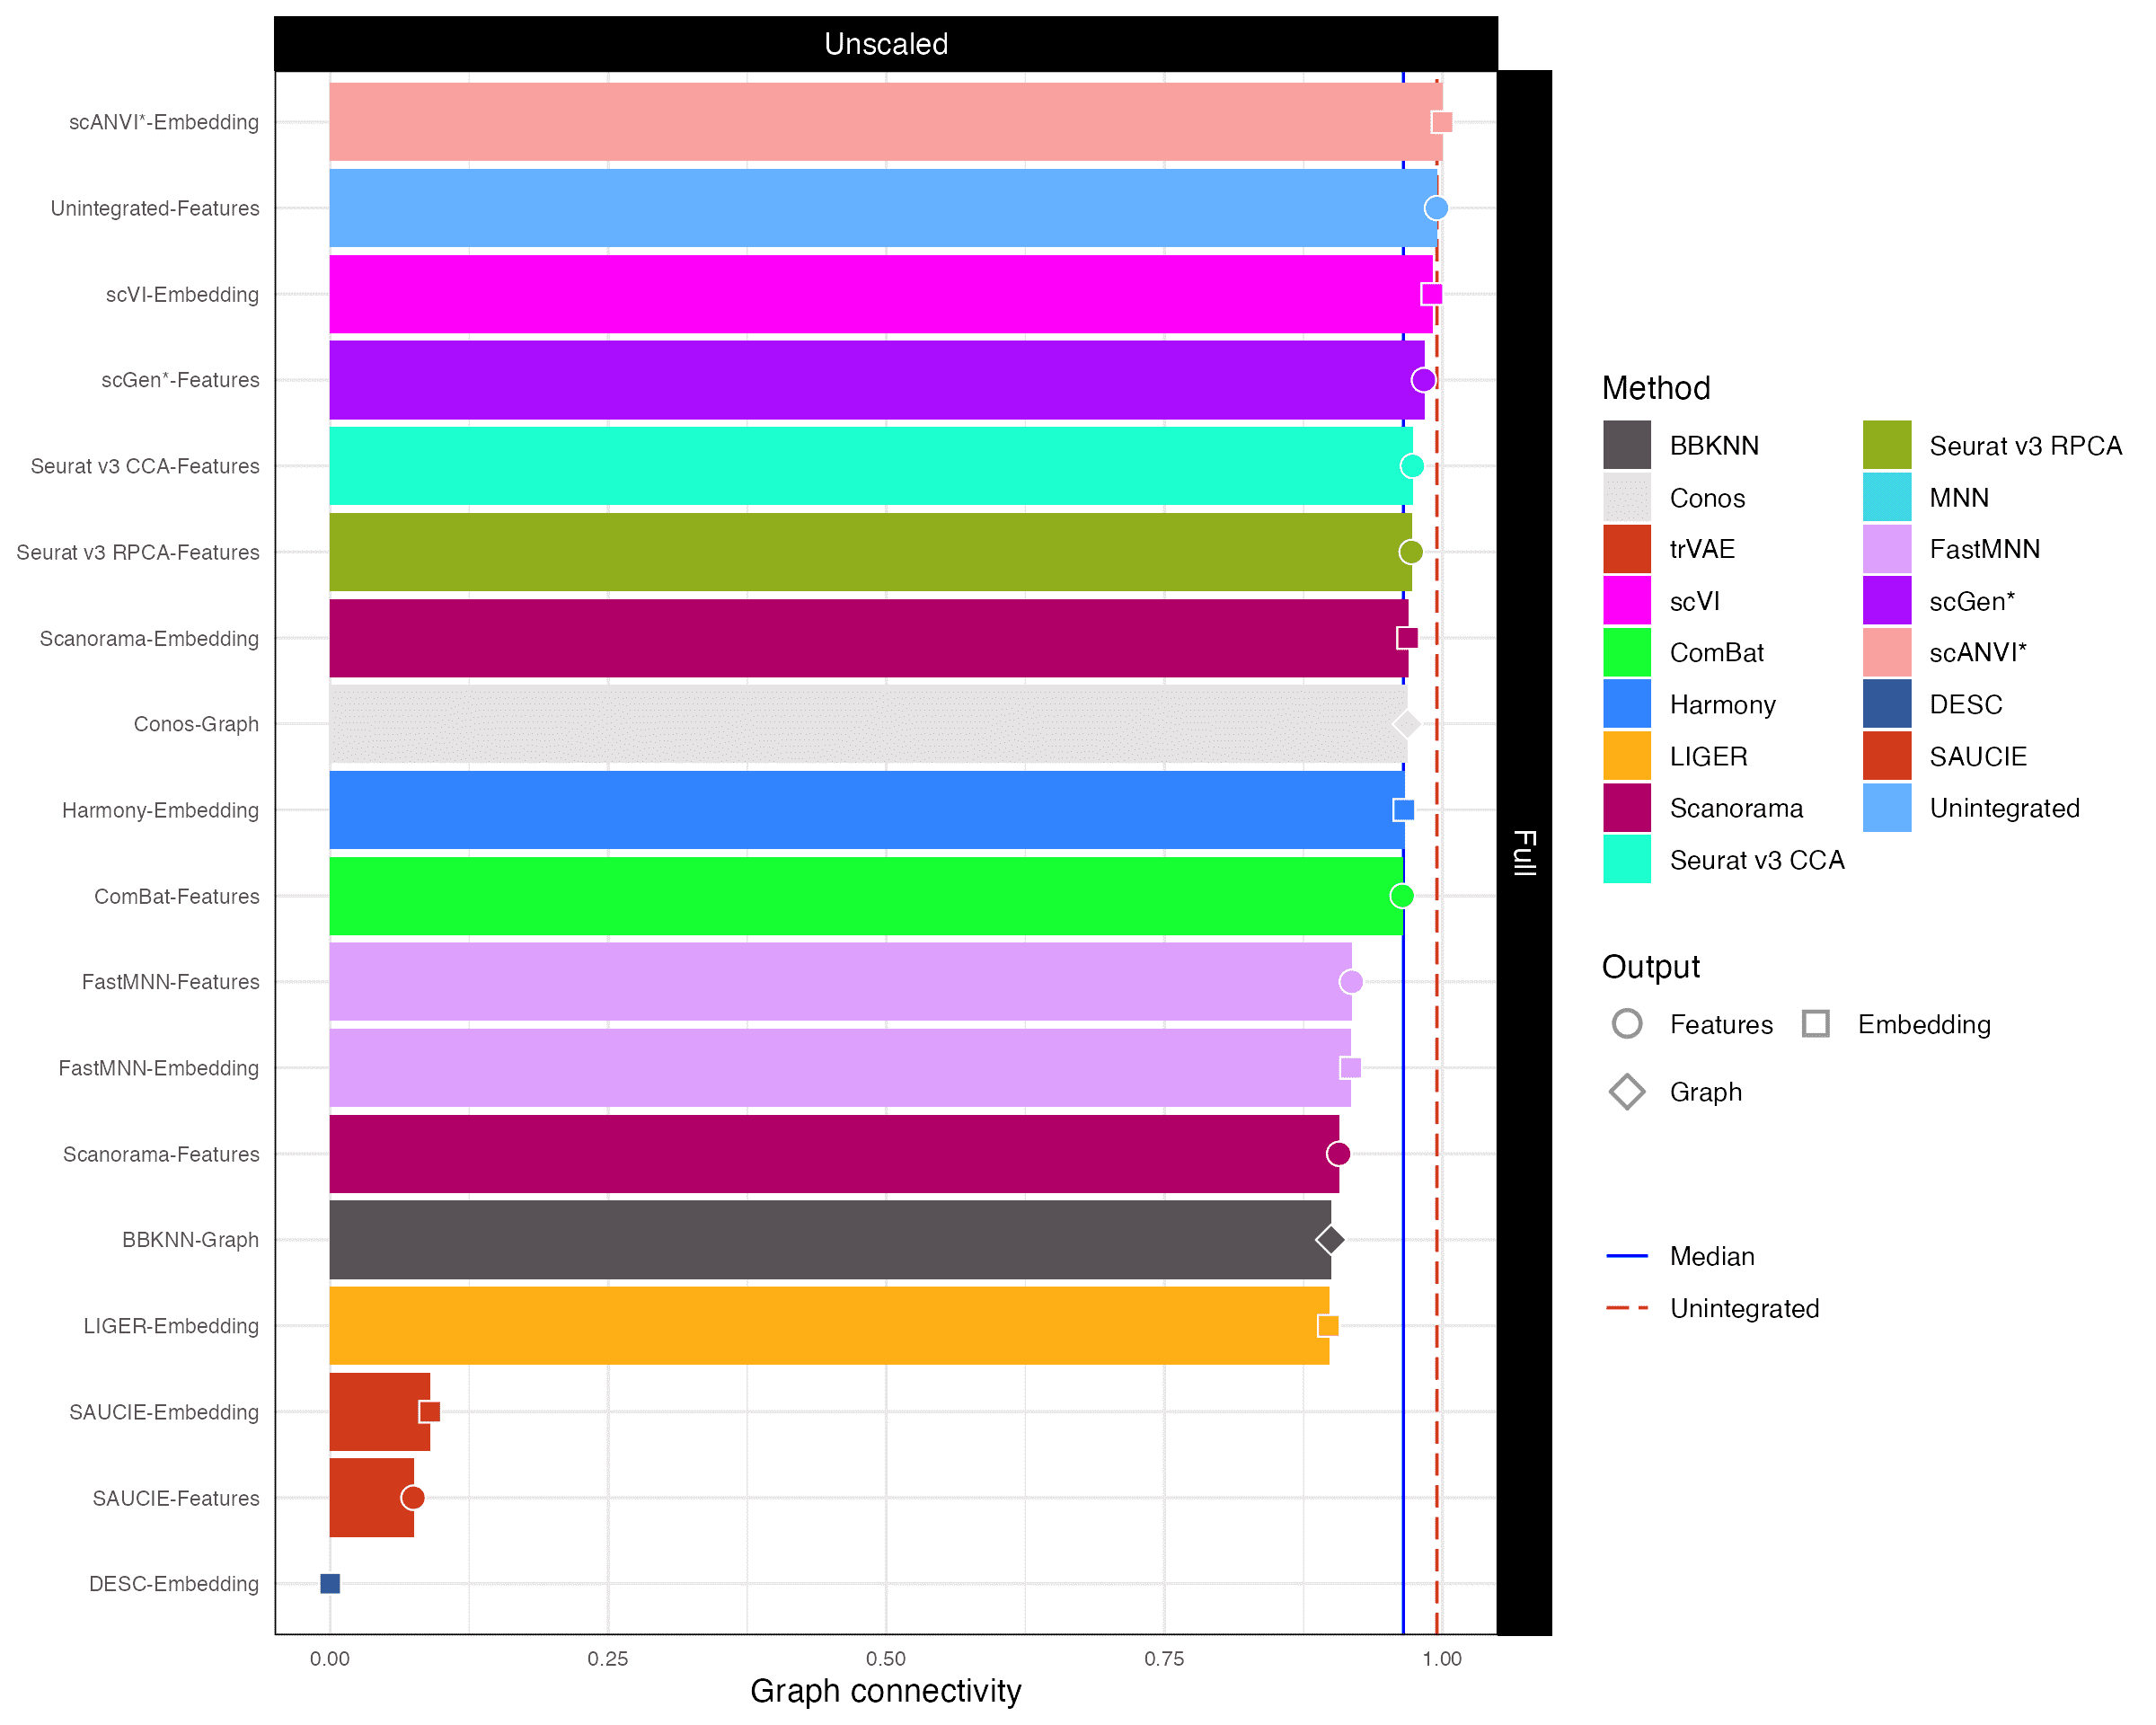 Unscaled
scANVI*-Embedding
Unintegrated-Features
scVI-Embedding
scGen*-Features
Seurat v3 CCA-Features
Seurat v3 RPCA-Features
Scanorama-Embedding
Conos-Graph
Harmony-Embedding
ComBat-Features
FastMNN-Features
FastMNN-Embedding
Scanorama-Features
BBKNN-Graph
LIGER-Embedding
SAUCIE-Embedding
SAUCIE-Features
DESC-Embedding
0.00 0.25 0.50 0.75 1.00
Graph connectivity
Full
Method
BBKNN
Conos
trVAE
scVI
ComBat
Harmony
LIGER
Scanorama
Seurat v3 CCA
Seurat v3 RPCA
MNN
FastMNN
scGen*
scANVI*
DESC
SAUCIE
Unintegrated
Output
Features Embedding
Graph
Median
Unintegrated